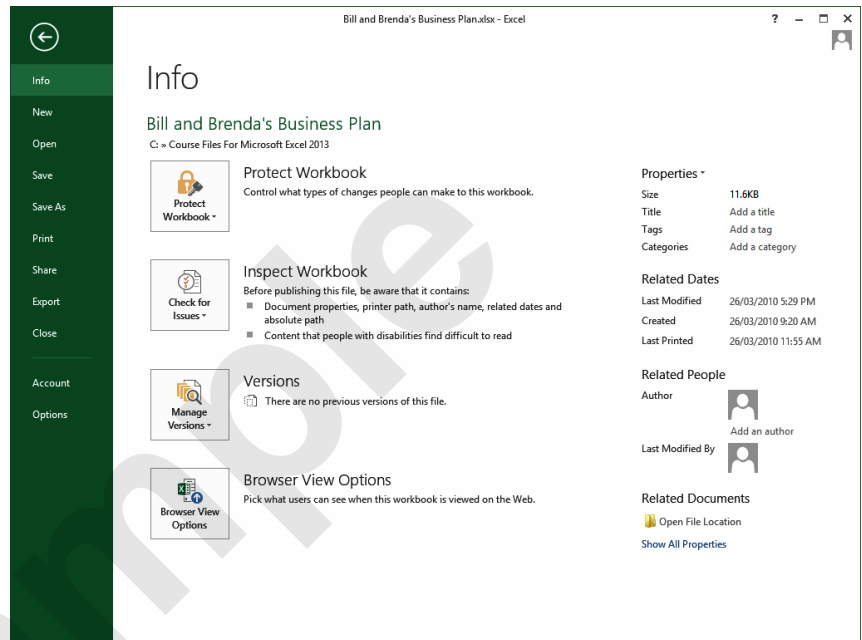 Bill and Brenda's Business Plan.xlsx - Excel
?
Info
New
Open
Save
Save As
Print
Share
Export
Close
Account
Options
Info
Bill and Brenda's Business Plan
C: » Course Files For Microsoft Excel 2013
Protect
Workbook
Protect Workbook
Control what types of changes people can make to this workbook.
Check for
Issues
Inspect Workbook
Before publishing this file, be aware that it contains:
Document properties, printer path, author's name, related dates and
absolute path
Content that people with disabilities find difficult to read
Manage
Versions
Versions
There are no previous versions of this file.
Browser View
Options
Browser View Options
Pick what users can see when this workbook is viewed on the Web.
Properties
Size 11.6KB
Title Add a title
Tags Add a tag
Categories Add a category
Related Dates
Last Modified 26/03/2010 5:29 PM
Created 26/03/2010 9:20 AM
Last Printed 26/03/2010 11:55 AM
Related People
Author
Add an author
Last Modified By
Related Documents
Open File Location
Show All Properties
mple